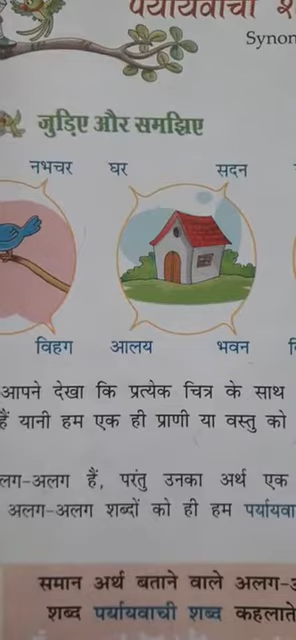 पर्यायवाची
Synon
जुड़िए और समझिए
नभचर घर सदन
विहग आलय भवन
आपने देखा कि प्रत्येक चित्र के साथ
हैं यानी हम एक ही प्राणी या वस्तु को
लग-अलग हैं, परंतु उनका अर्थ एक
अलग-अलग शब्दों को ही हम पर्यायवा
समान अर्थ बताने वाले अलग-
शब्द पर्यायवाची शब्द कहलाते